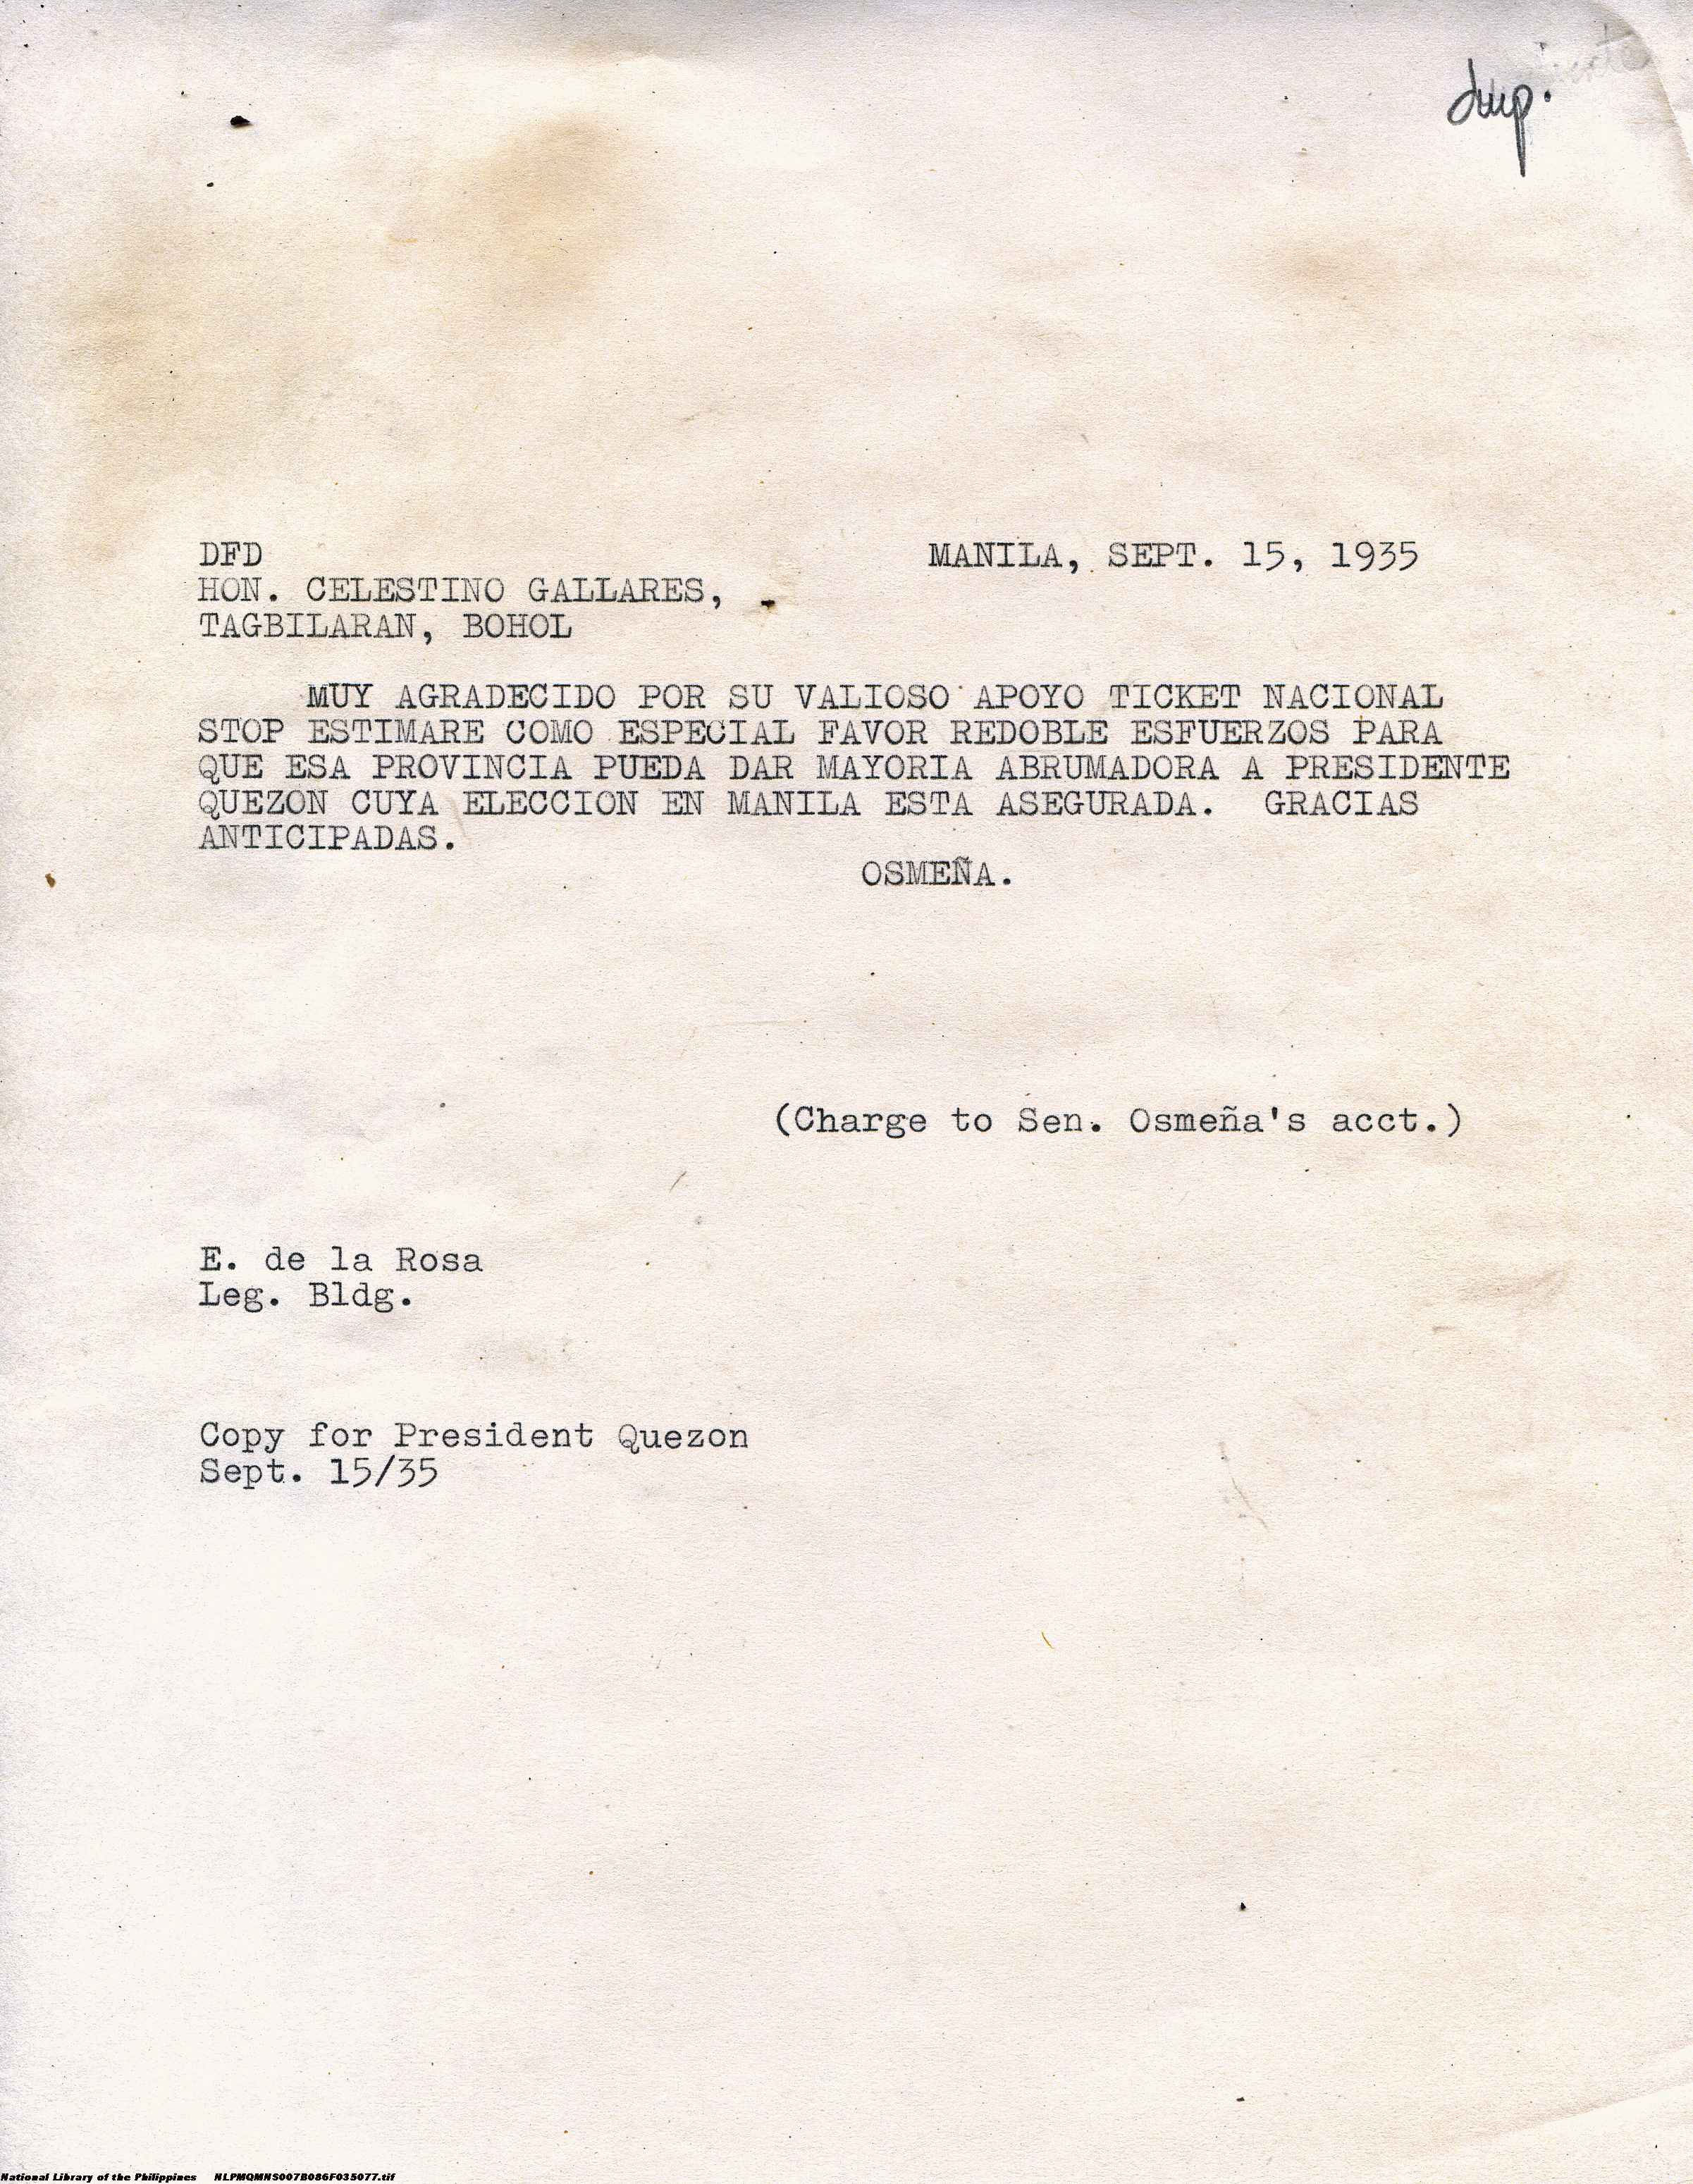 dup.
DFD MANILA, SEPT. 15, 1935
HON. CELESTINO GALLARES,
TAGBILARAN, BOHOL
MUY AGRADECIDO POR SU VALIOSO APOYO TICKET NACIONAL
STOP ESTIMARE COMO ESPECIAL FAVOR REDOBLE ESFUERZOS PARA
QUE ESA PROVINCIA PUEDA DAR MAYORIA ABRUMADORA A PRESIDENTE
QUEZON CUYA ELECCION EN MANILA ESTA ASEGURADA. GRACIAS
ANTICIPADAS.
OSMEÑA.
(Charge to Sen. Osmeña's acct.)
E. de la Rosa
Leg. Bldg.
Copy for President Quezon
Sept. 15/35
National Library of the Philippines NLPMQMNS007B086F035077.tif